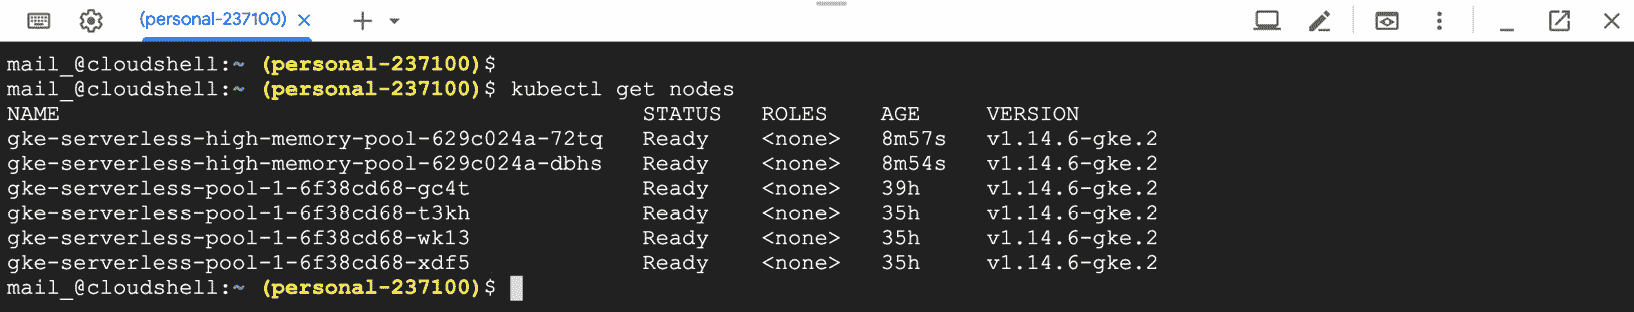 (personal-237100)
mail_@cloudshell:~ (personal-237100)$
mail_@cloudshell:~ (personal-237100)$ kubectl get nodes
NAME STATUS ROLES AGE VERSION
gke-serverless-high-memory-pool-629c024a-72tq Ready <none> 8m57s v1.14.6-gke.2
gke-serverless-high-memory-pool-629c024a-dbhs Ready <none> 8m54s v1.14.6-gke.2
gke-serverless-pool-1-6f38cd68-gc4t Ready <none> 39h v1.14.6-gke.2
gke-serverless-pool-1-6f38cd68-t3kh Ready <none> 35h v1.14.6-gke.2
gke-serverless-pool-1-6f38cd68-wkl3 Ready <none> 35h v1.14.6-gke.2
gke-serverless-pool-1-6f38cd68-xdf5 Ready <none> 35h v1.14.6-gke.2
mail_@cloudshell:~ (personal-237100)$